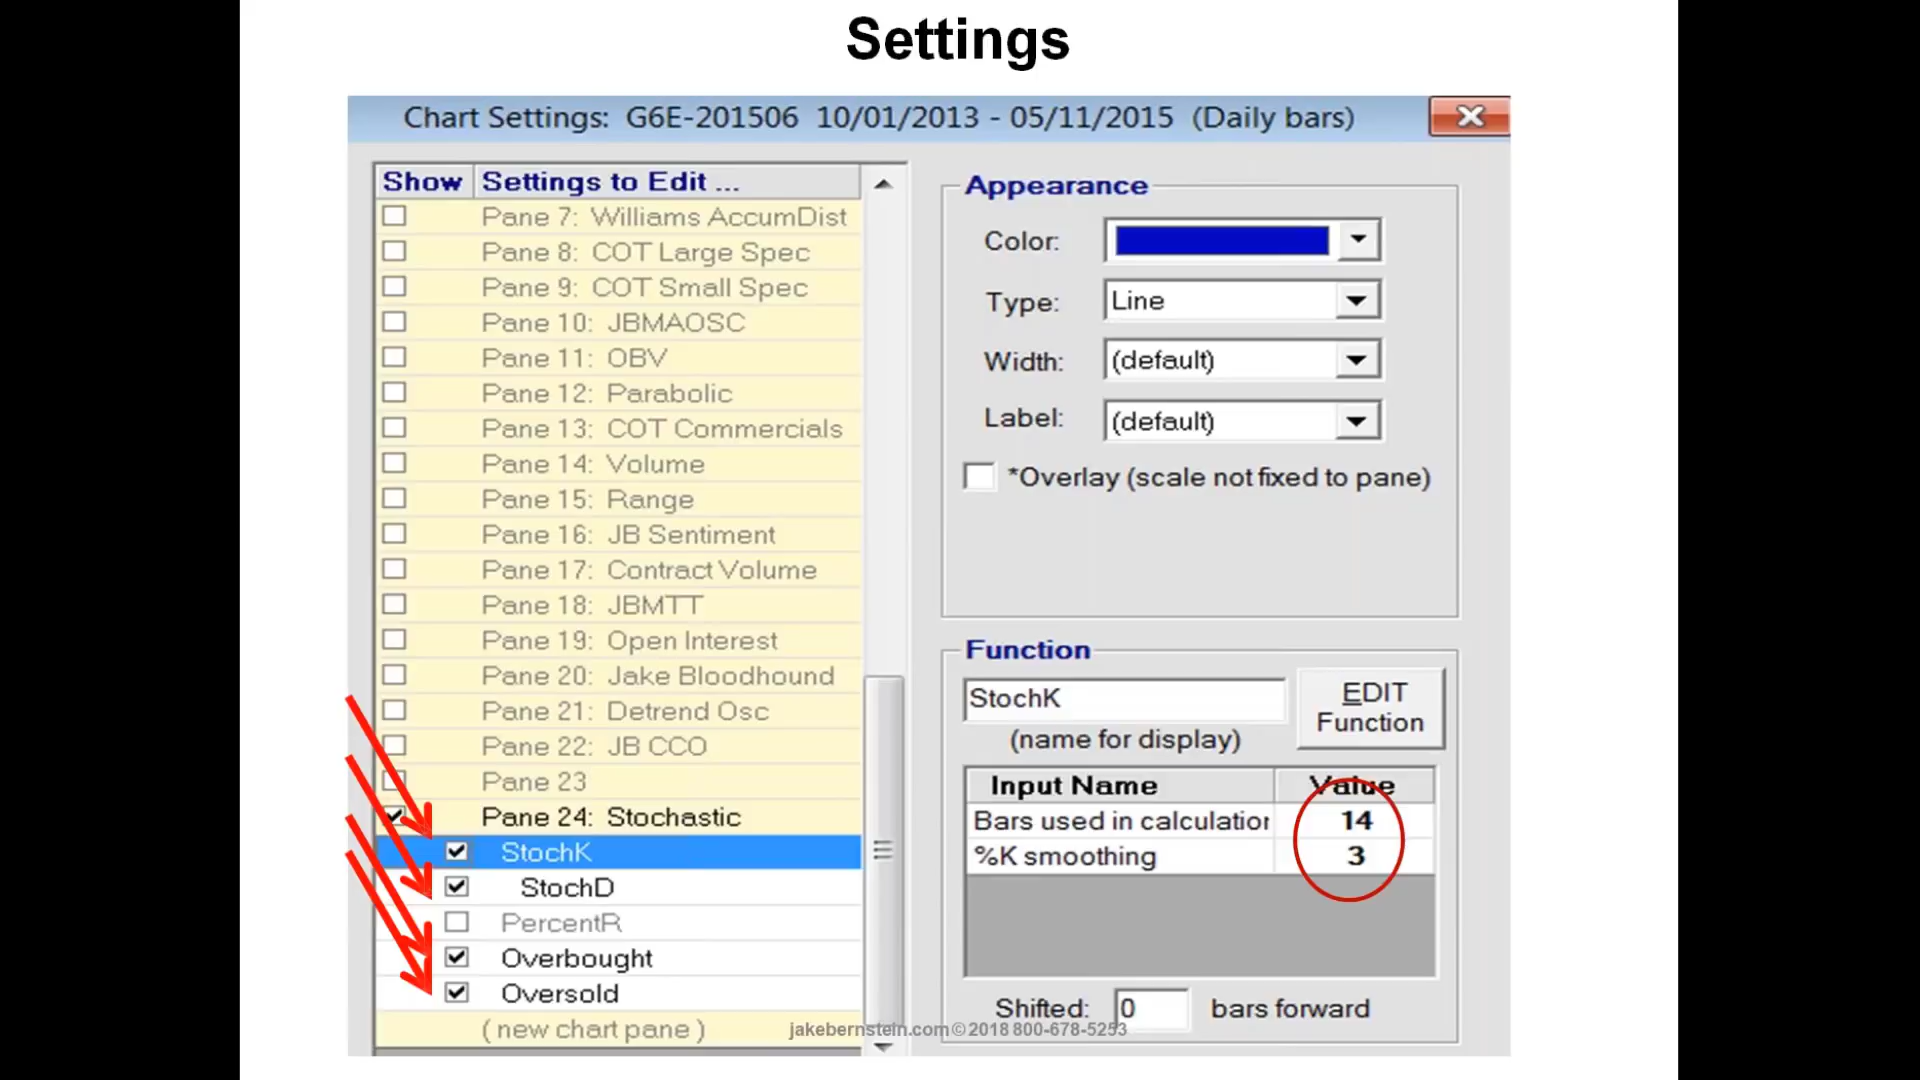 Settings
Chart Settings: G6E-201506 10/01/2013 - 05/11/2015 (Daily bars)
Show Settings to Edit ...
Pane 7: Williams AccumDist
Pane 8: COT Large Spec
Pane 9: COT Small Spec
Pane 10: JBMAOSC
Pane 11: OBV
Pane 12: Parabolic
Pane 13: COT Commercials
Pane 14: Volume
Pane 15: Range
Pane 16: JB Sentiment
Pane 17: Contract Volume
Pane 18: JBMTT
Pane 19: Open Interest
Pane 20: Jake Bloodhound
Pane 21: Detrend Osc
Pane 22: JB CCO
Pane 23
Pane 24: Stochastic
StochK
StochD
PercentR
Overbought
Oversold
( new chart pane )
Appearance
Color:
Type: Line
Width: (default)
Label: (default)
*Overlay (scale not fixed to pane)
Function
StochK
(name for display)
EDIT
Function
Input Name Value
Bars used in calculation 14
%K smoothing 3
Shifted: 0 bars forward
jakebernstein.com © 2018 800-678-5253